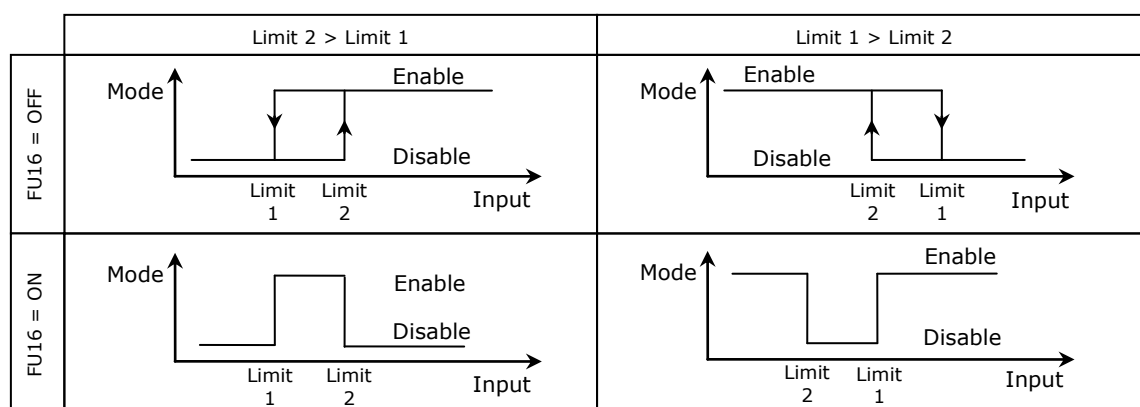 Limit 2 > Limit 1
Limit 1 > Limit 2
FU16 = OFF
Mode
Enable
Disable
Limit
1
Limit
2
Input
Mode
Enable
Disable
Limit
2
Limit
1
Input
FU16 = ON
Mode
Enable
Disable
Limit
1
Limit
2
Input
Mode
Enable
Disable
Limit
2
Limit
1
Input